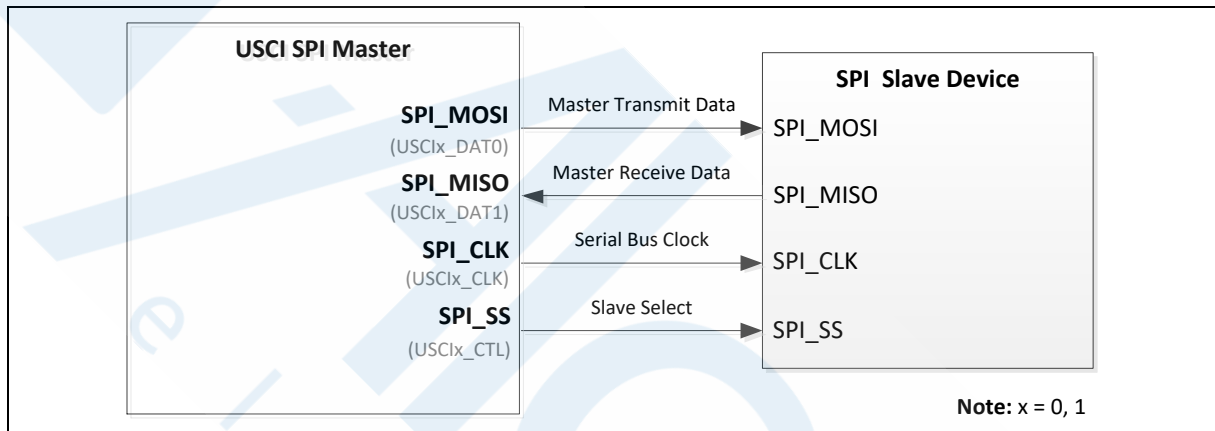 USCI SPI Master
SPI Slave Device
SPI_MOSI
(USCIx_DAT0)
Master Transmit Data
SPI_MOSI
SPI_MISO
(USCIx_DAT1)
Master Receive Data
SPI_MISO
SPI_CLK
(USCIx_CLK)
Serial Bus Clock
SPI_CLK
SPI_SS
(USCIx_CTL)
Slave Select
SPI_SS
Note: x = 0, 1